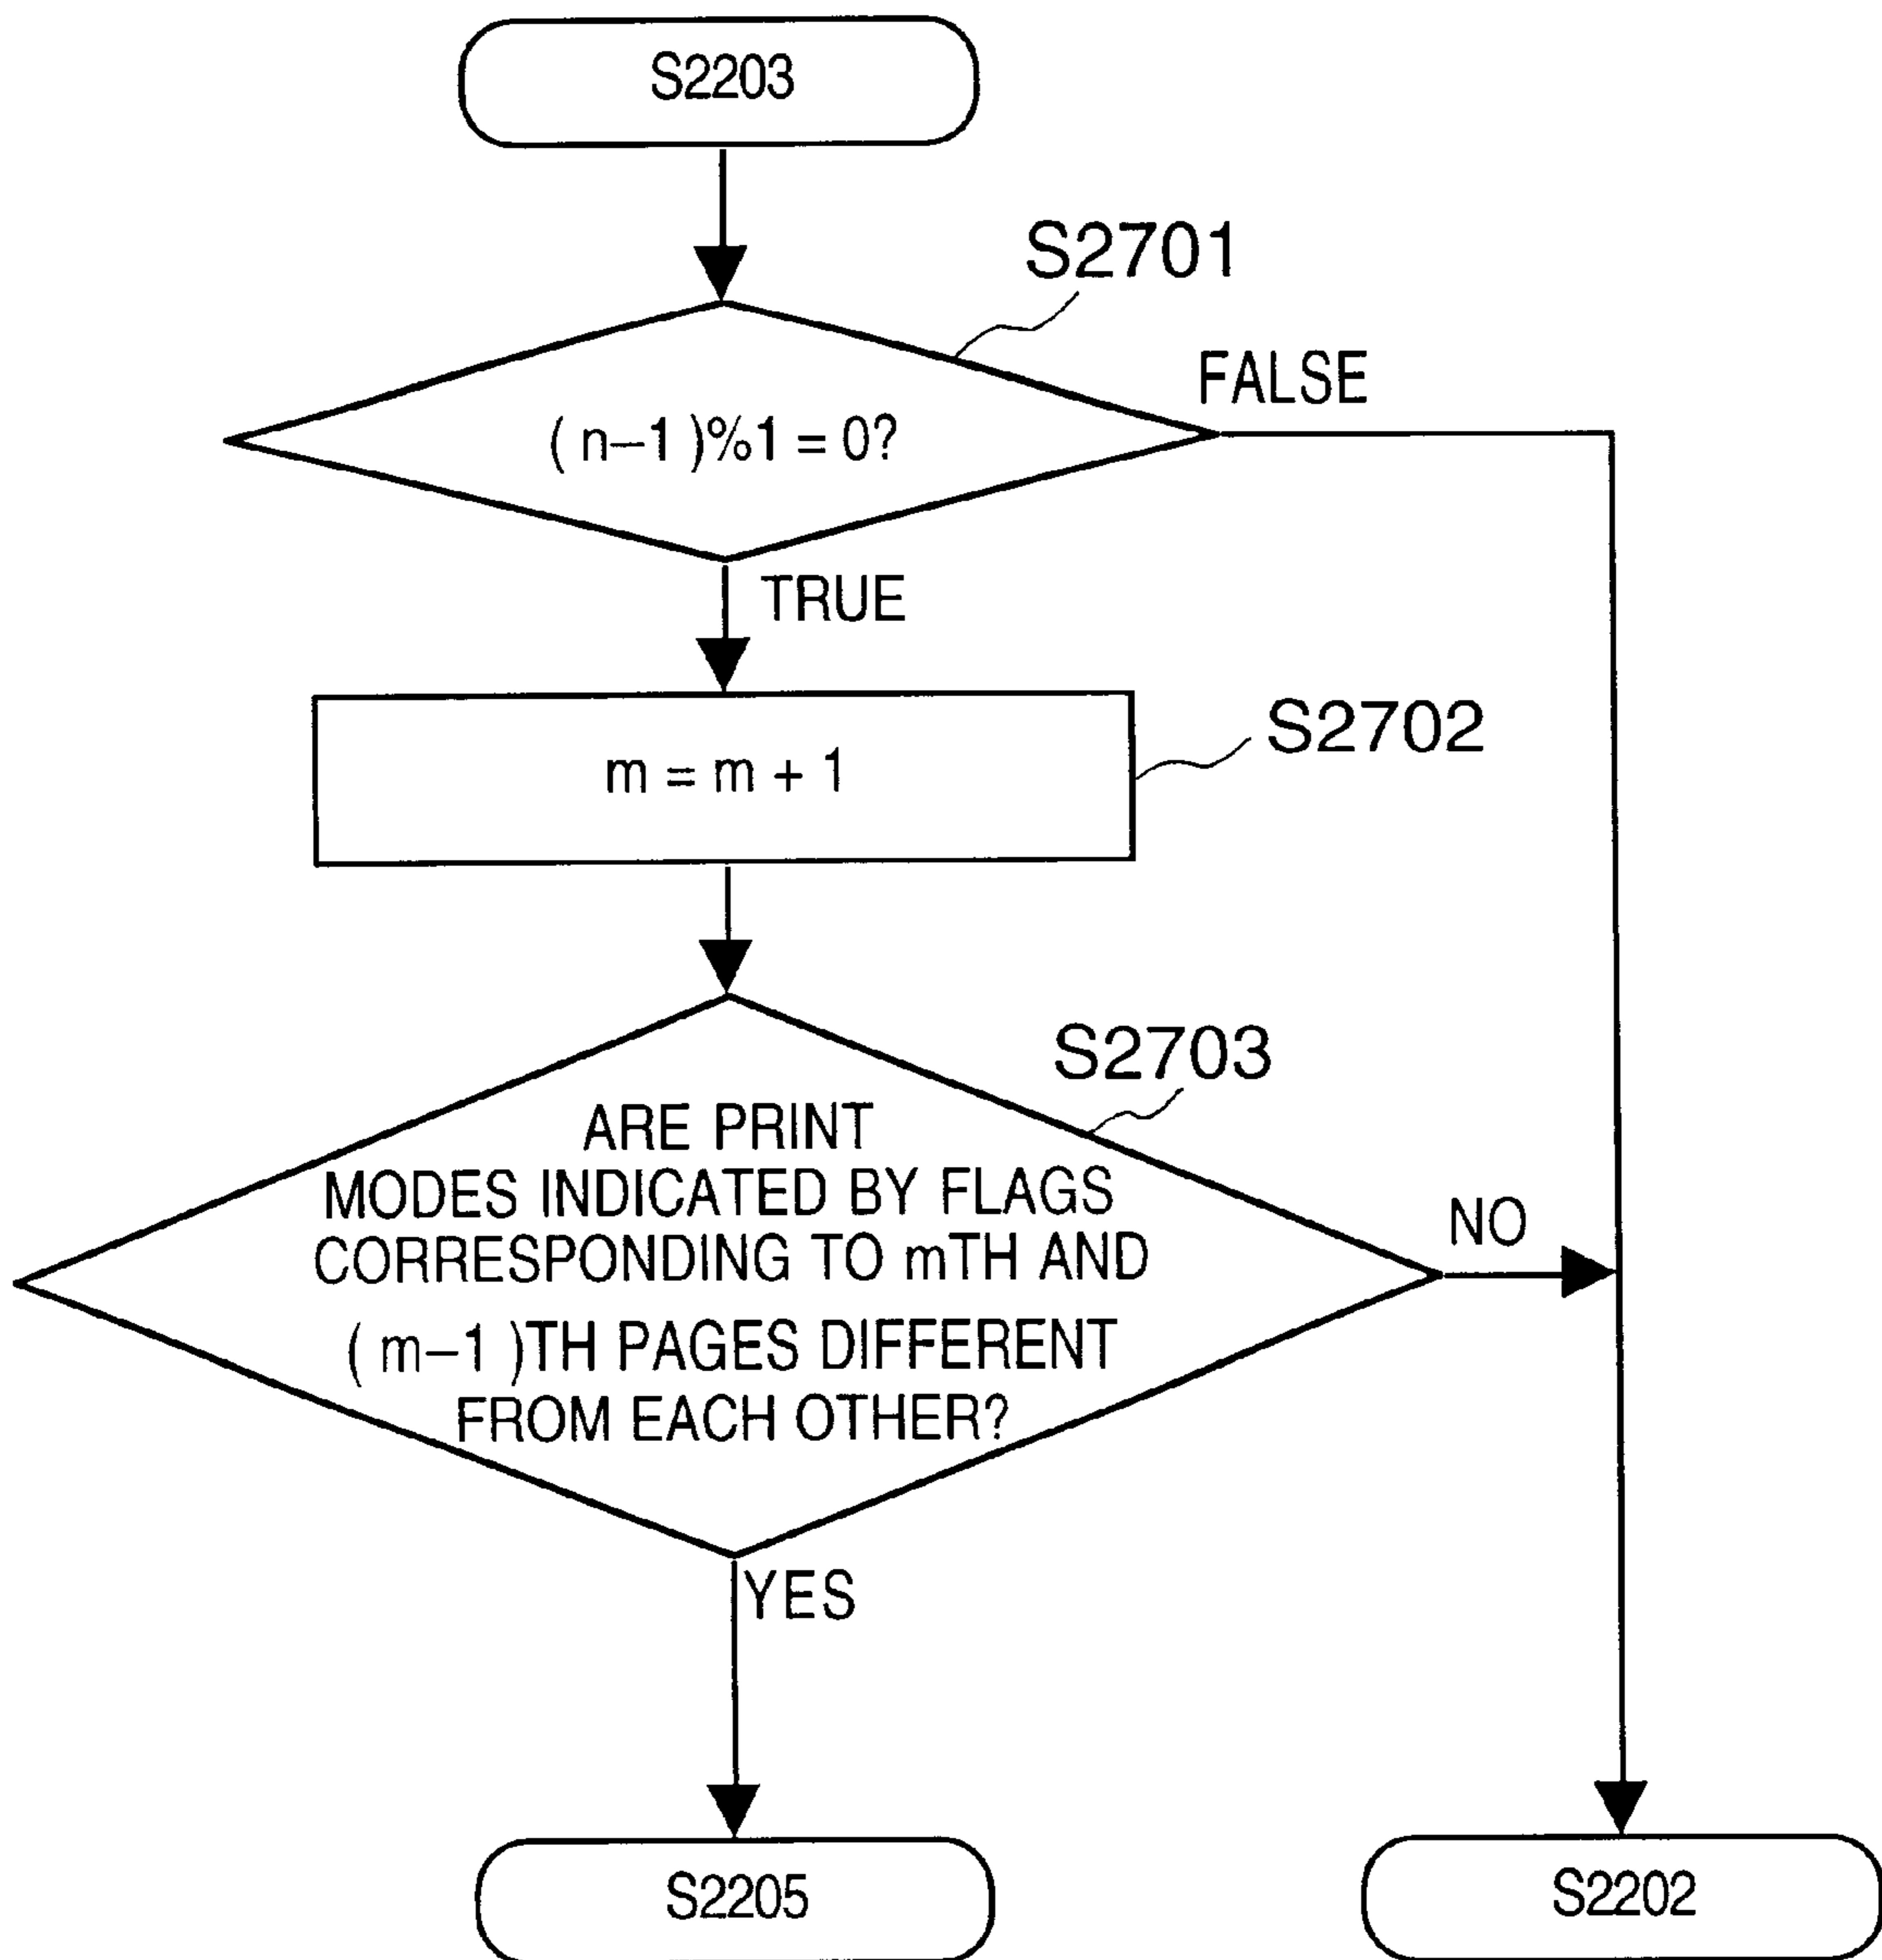 S2203
S2701
FALSE
( n–1 )%1 = 0?
TRUE
S2702
m = m + 1
S2703
ARE PRINT
MODES INDICATED BY FLAGS
CORRESPONDING TO mTH AND
( m–1 )TH PAGES DIFFERENT
FROM EACH OTHER?
NO
YES
S2205
S2202